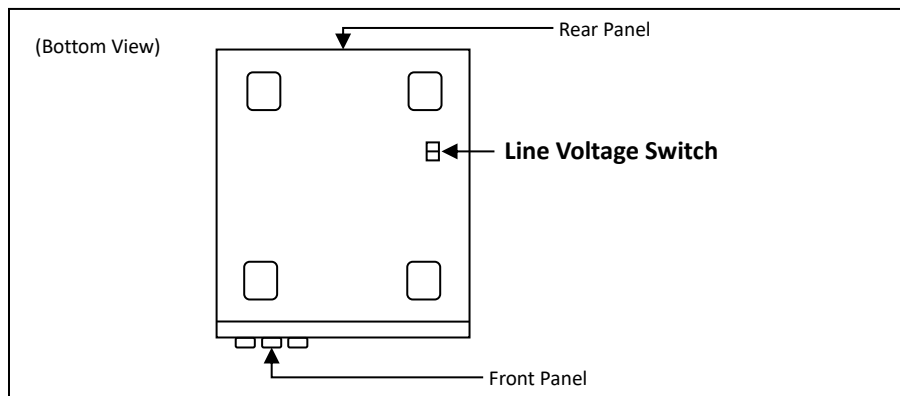 Rear Panel
(Bottom View)
Line Voltage Switch
Front Panel